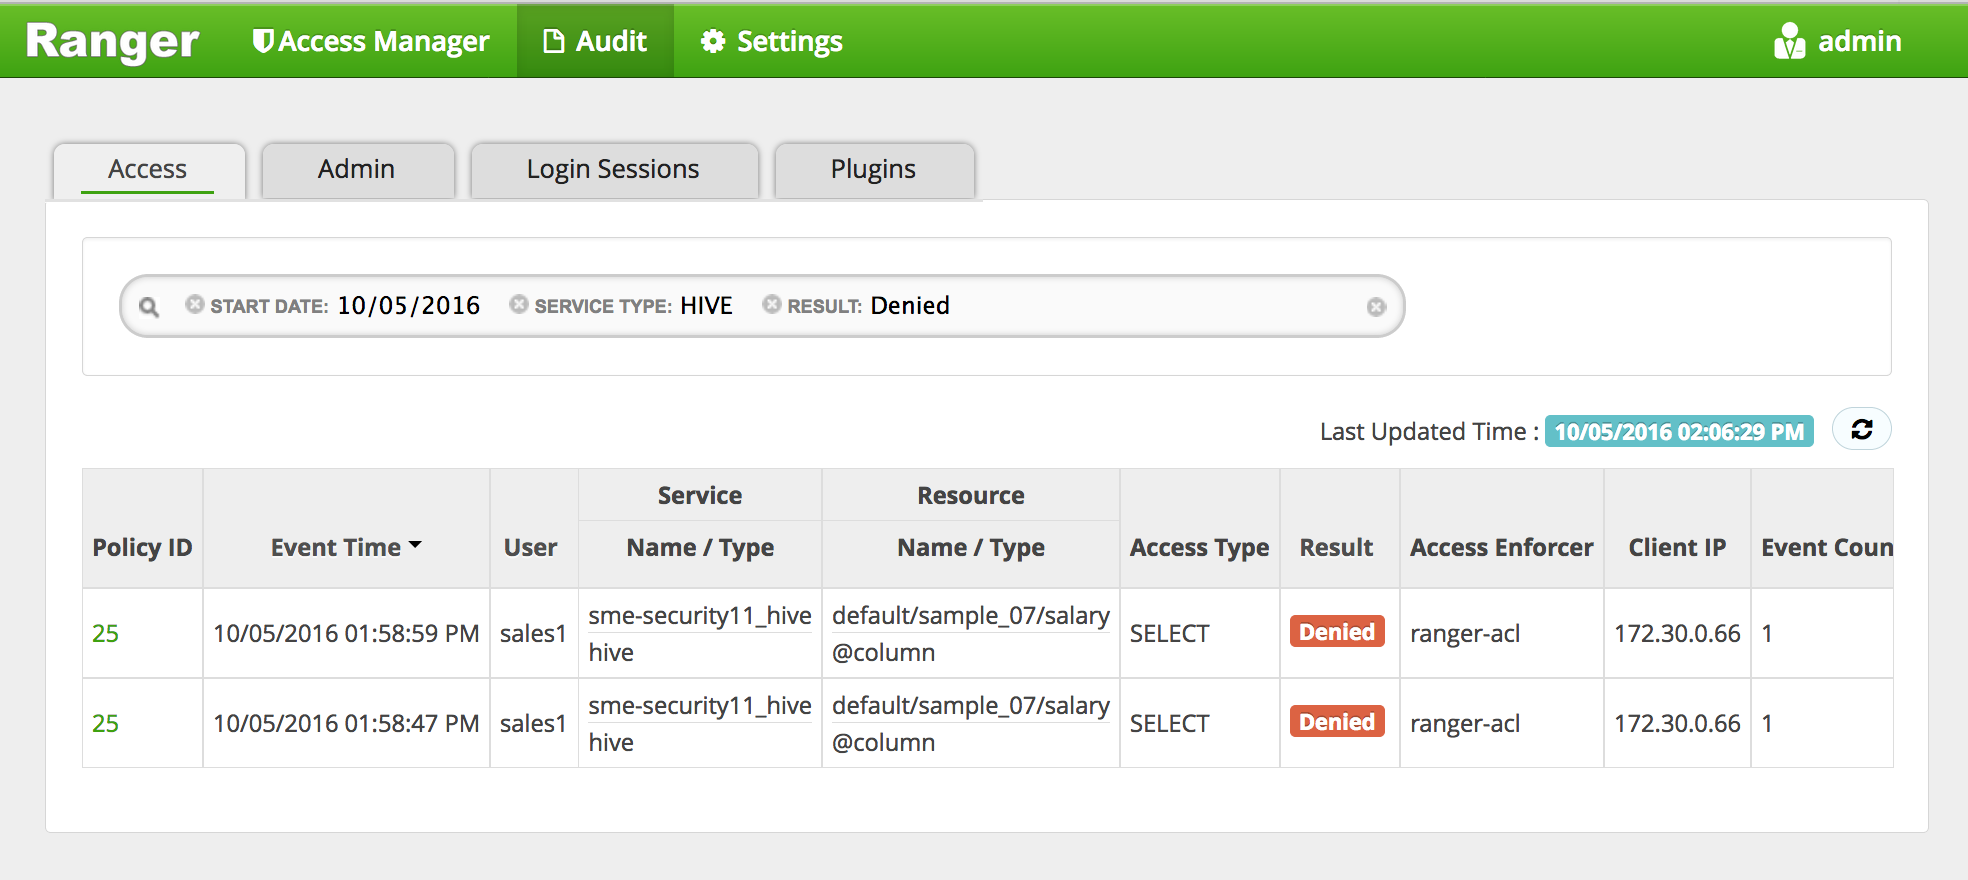 Ranger Access Manager Audit Settings admin
Access Admin Login Sessions Plugins
START DATE: 10/05/2016 SERVICE TYPE: HIVE RESULT: Denied
Last Updated Time : 10/05/2016 02:06:29 PM
Service Resource
Policy ID Event Time User Name / Type Name / Type Access Type Result Access Enforcer Client IP Event Coun
25 10/05/2016 01:58:59 PM sales1 sme-security11_hive default/sample_07/salary SELECT Denied ranger-acl 172.30.0.66 1
hive @column
25 10/05/2016 01:58:47 PM sales1 sme-security11_hive default/sample_07/salary SELECT Denied ranger-acl 172.30.0.66 1
hive @column